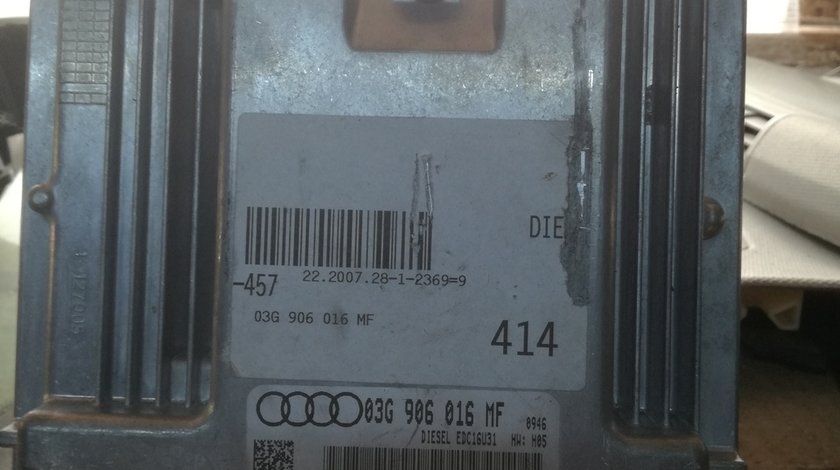 DIE
22.2007.28-1-2369=9
-457
03G 906 016 MF
414
03G 906 016 MF 0946
DIESEL EDC16U31 HW: H05